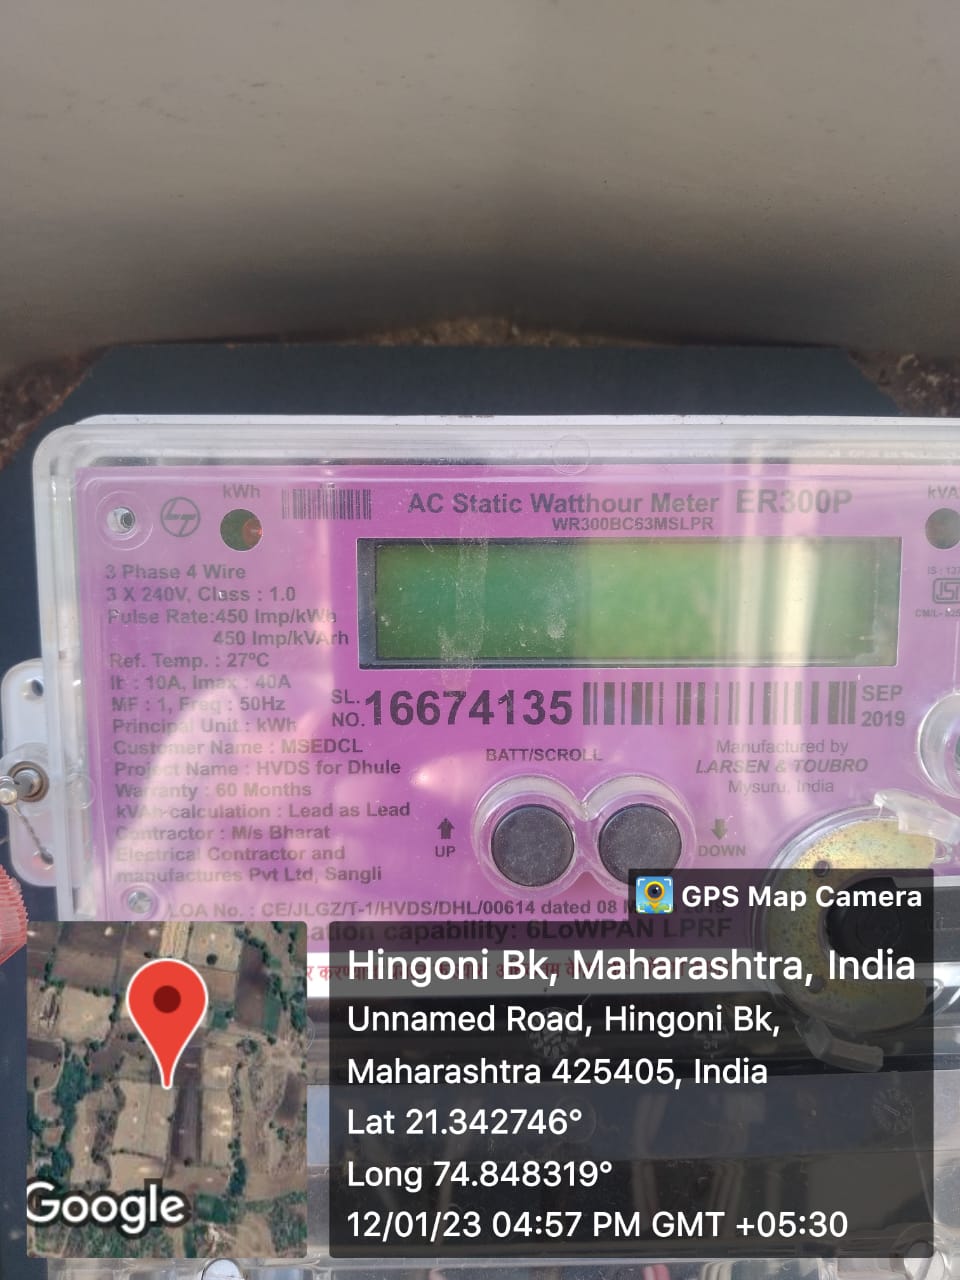 kWh
AC Static Watthour Meter ER300P
WR300BC63MSLPR
kVA
3 Phase 4 Wire
3 X 240V, Class : 1.0
Pulse Rate:450 Imp/kWh
450 Imp/kVArh
Ref. Temp. : 27°C
Ib : 10A, Imax : 40A
MF : 1, Freq : 50Hz
Principal Unit : kWh
Customer Name : MSEDCL
Project Name : HVDS for Dhule
Warranty : 60 Months
kVAh calculation : Lead as Lead
Contractor : M/s Bharat
Electrical Contractor and
manufactures Pvt Ltd, Sangli
LOA No. : CE/JLGZ/T-1/HVDS/DHL/00614 dated 08
capability: 6LoWPAN LPRF
IS : 137
CM/L-
SL.
NO. 16674135
SEP
2019
BATT/SCROLL
UP
DOWN
Manufactured by
LARSEN & TOUBRO
Mysuru, India
GPS Map Camera
Hingoni Bk, Maharashtra, India
Unnamed Road, Hingoni Bk,
Maharashtra 425405, India
Lat 21.342746°
Long 74.848319°
12/01/23 04:57 PM GMT +05:30
Google